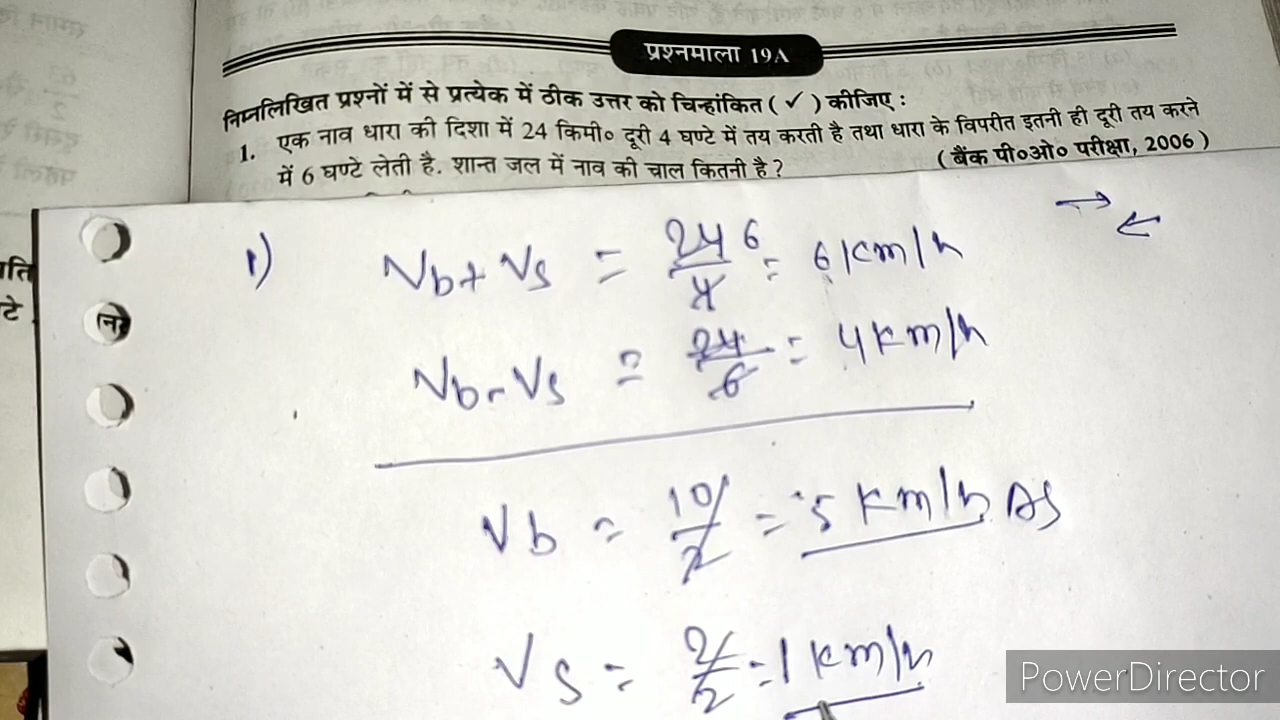 प्रश्नमाला 19A
निम्नलिखित प्रश्नों में से प्रत्येक में ठीक उत्तर को चिन्हांकित ( ✓ ) कीजिए :
1. एक नाव धारा की दिशा में 24 किमी० दूरी 4 घण्टे में तय करती है तथा धारा के विपरीत इतनी ही दूरी तय करने
में 6 घण्टे लेती है. शान्त जल में नाव की चाल कितनी है ?
( बैंक पी०ओ० परीक्षा, 2006 )
1) Vb + Vs = 24/4 6 = 6 km/h
Vb - Vs = 24/6 = 4 km/h
Vb = 10/2 = 5 km/h As
Vs = 2/2 = 1 km/h
PowerDirector